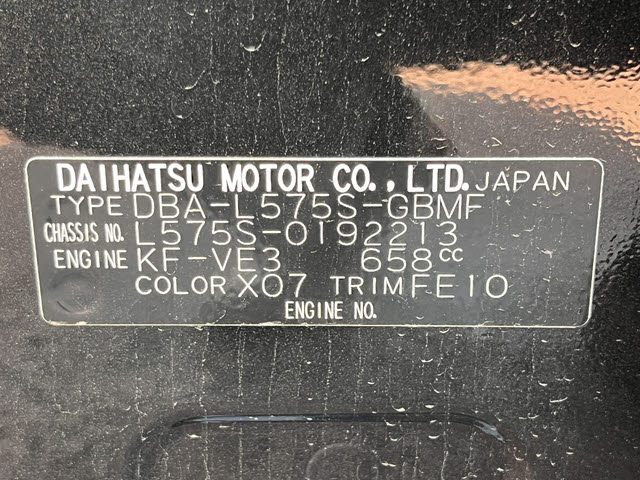 DAIHATSU MOTOR CO., LTD. JAPAN
TYPE DBA-L575S-GBMF
CHASSIS NO. L575S-0192213
ENGINE KF-VE3 658cc
COLOR X07 TRIM FE10
ENGINE NO.